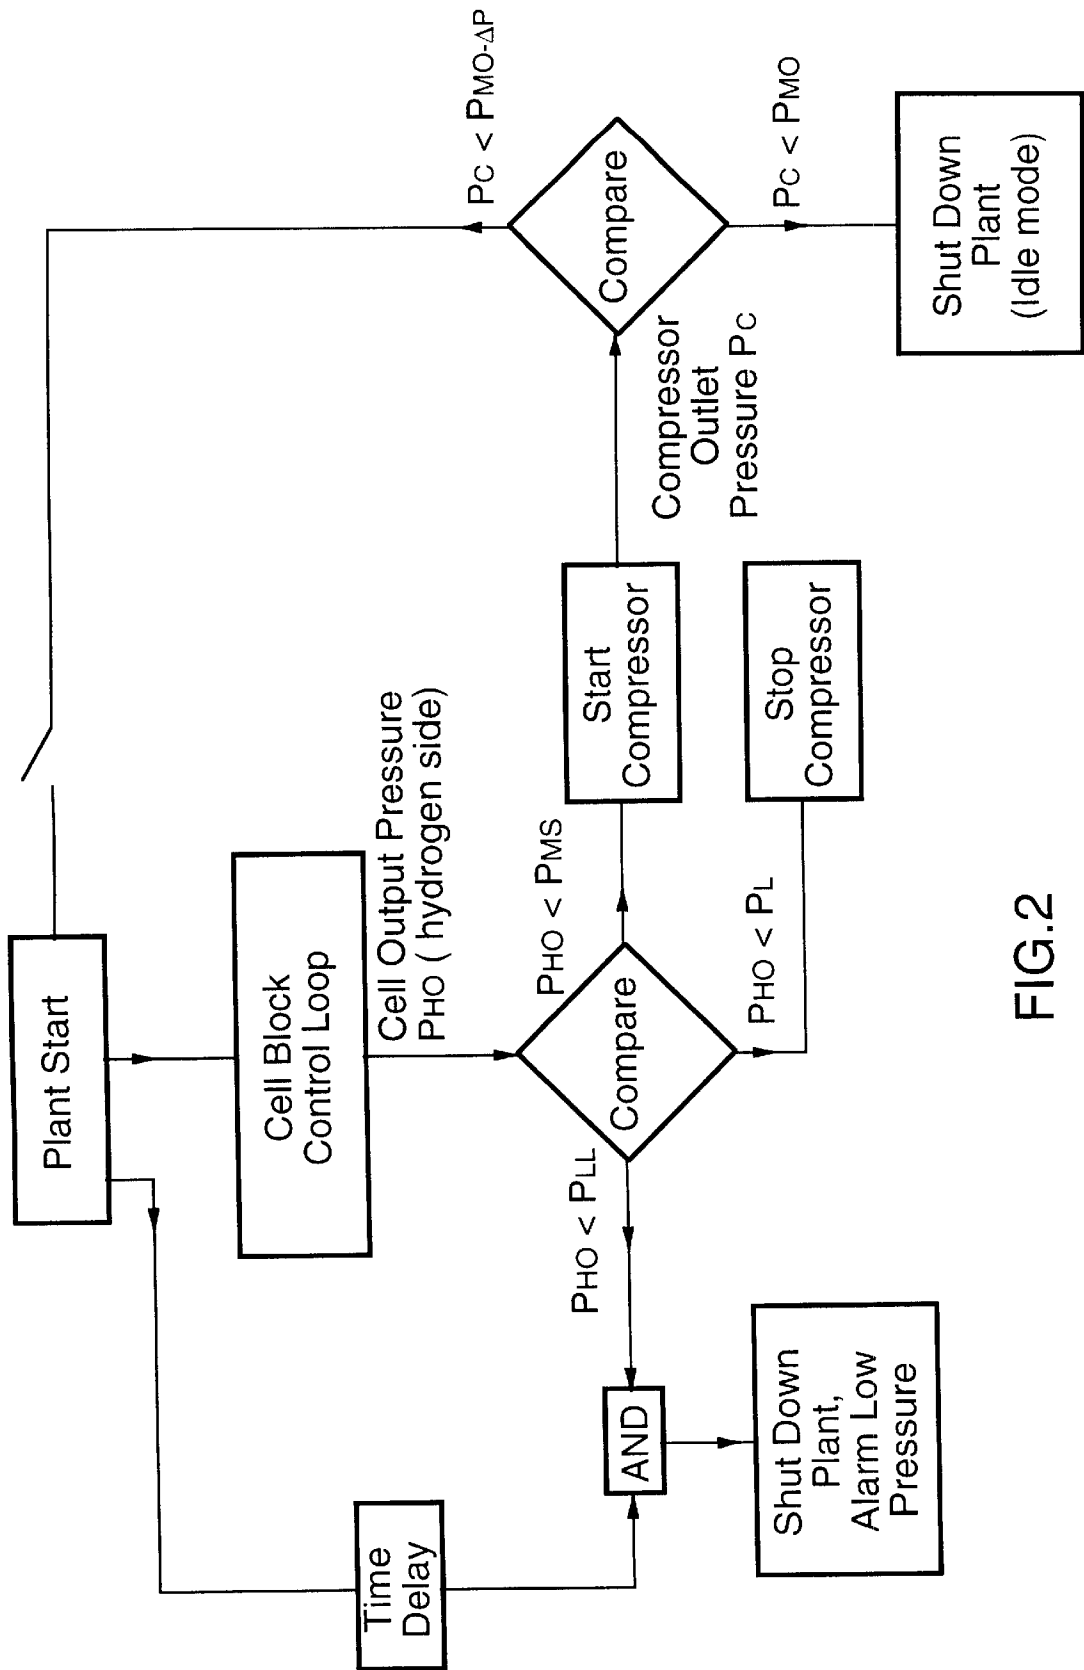 Plant Start
Cell Block
Control Loop
Cell Output Pressure
PHO ( hydrogen side)
Time
Delay
AND
Shut Down
Plant,
Alarm Low
Pressure
PHO < PLL
Compare
PHO < PMS
PHO < PL
Start
Compressor
Stop
Compressor
Compressor
Outlet
Pressure PC
Compare
PC < PMO-ΔP
PC < PMO
Shut Down
Plant
(Idle mode)
FIG.2